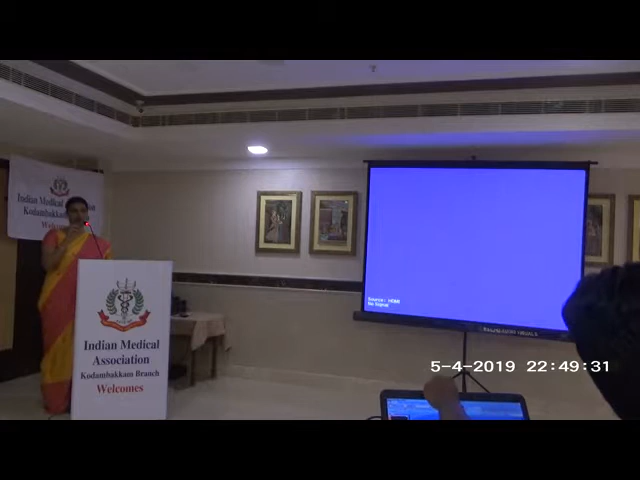 Indian Medical
Kodambakkam
Source: HDMI
No Signal
Indian Medical
Association
Kodambakkam Branch
Welcomes
5-4-2019 22:49:31